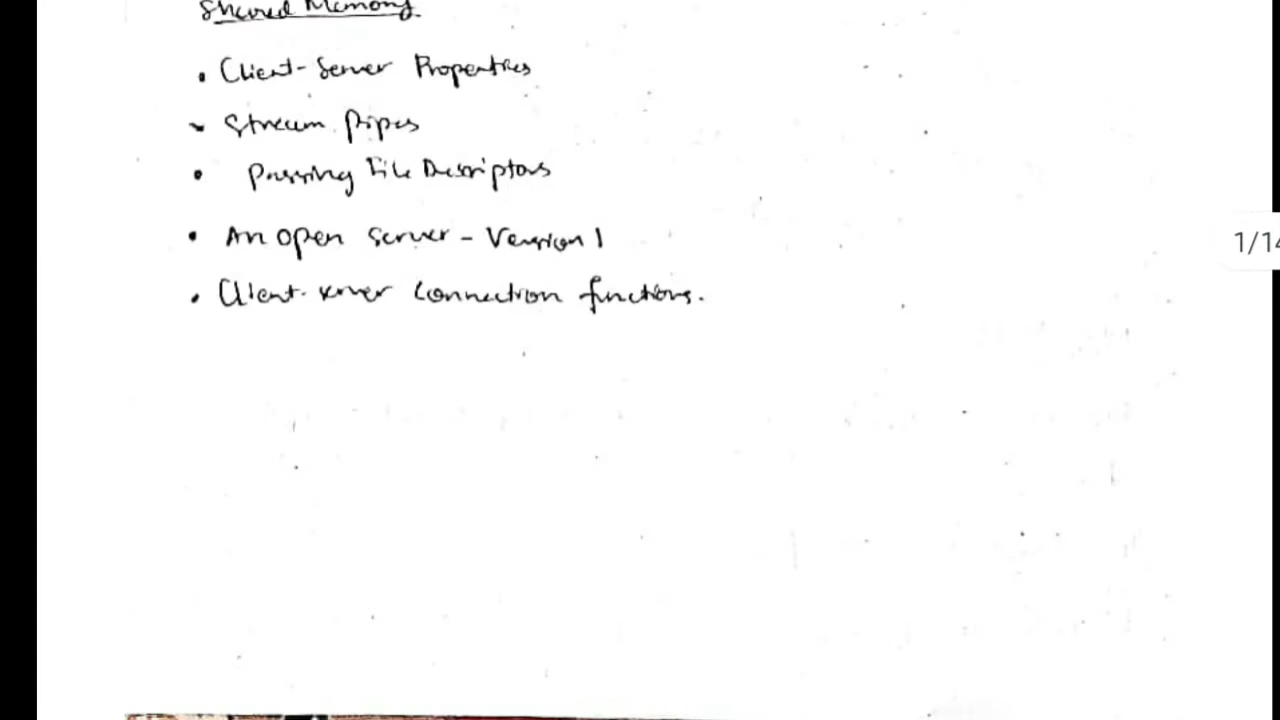 Shared Memory
• Client-Server Properties
• Stream pipes
• Passing File Descriptors
• An open server - Version 1
• Client-server connection functions.
1/14